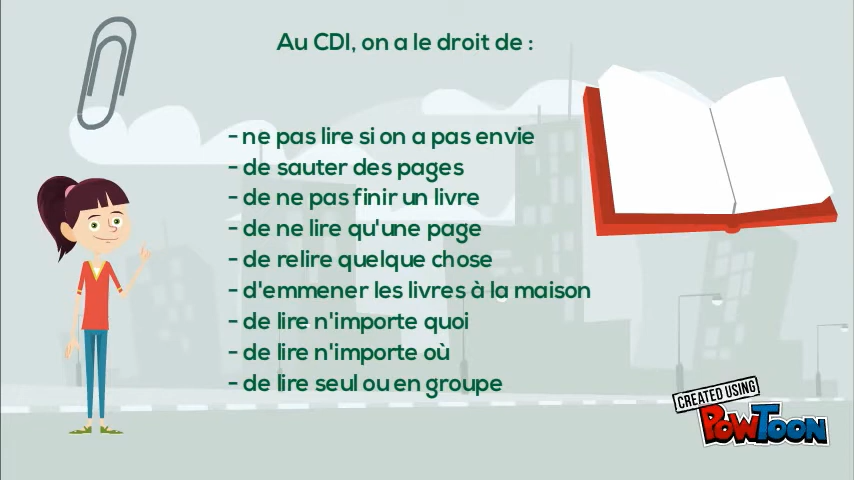 Au CDI, on a le droit de :
- ne pas lire si on a pas envie
- de sauter des pages
- de ne pas finir un livre
- de ne lire qu'une page
- de relire quelque chose
- d'emmener les livres à la maison
- de lire n'importe quoi
- de lire n'importe où
- de lire seul ou en groupe
CREATED USING
POWTOON